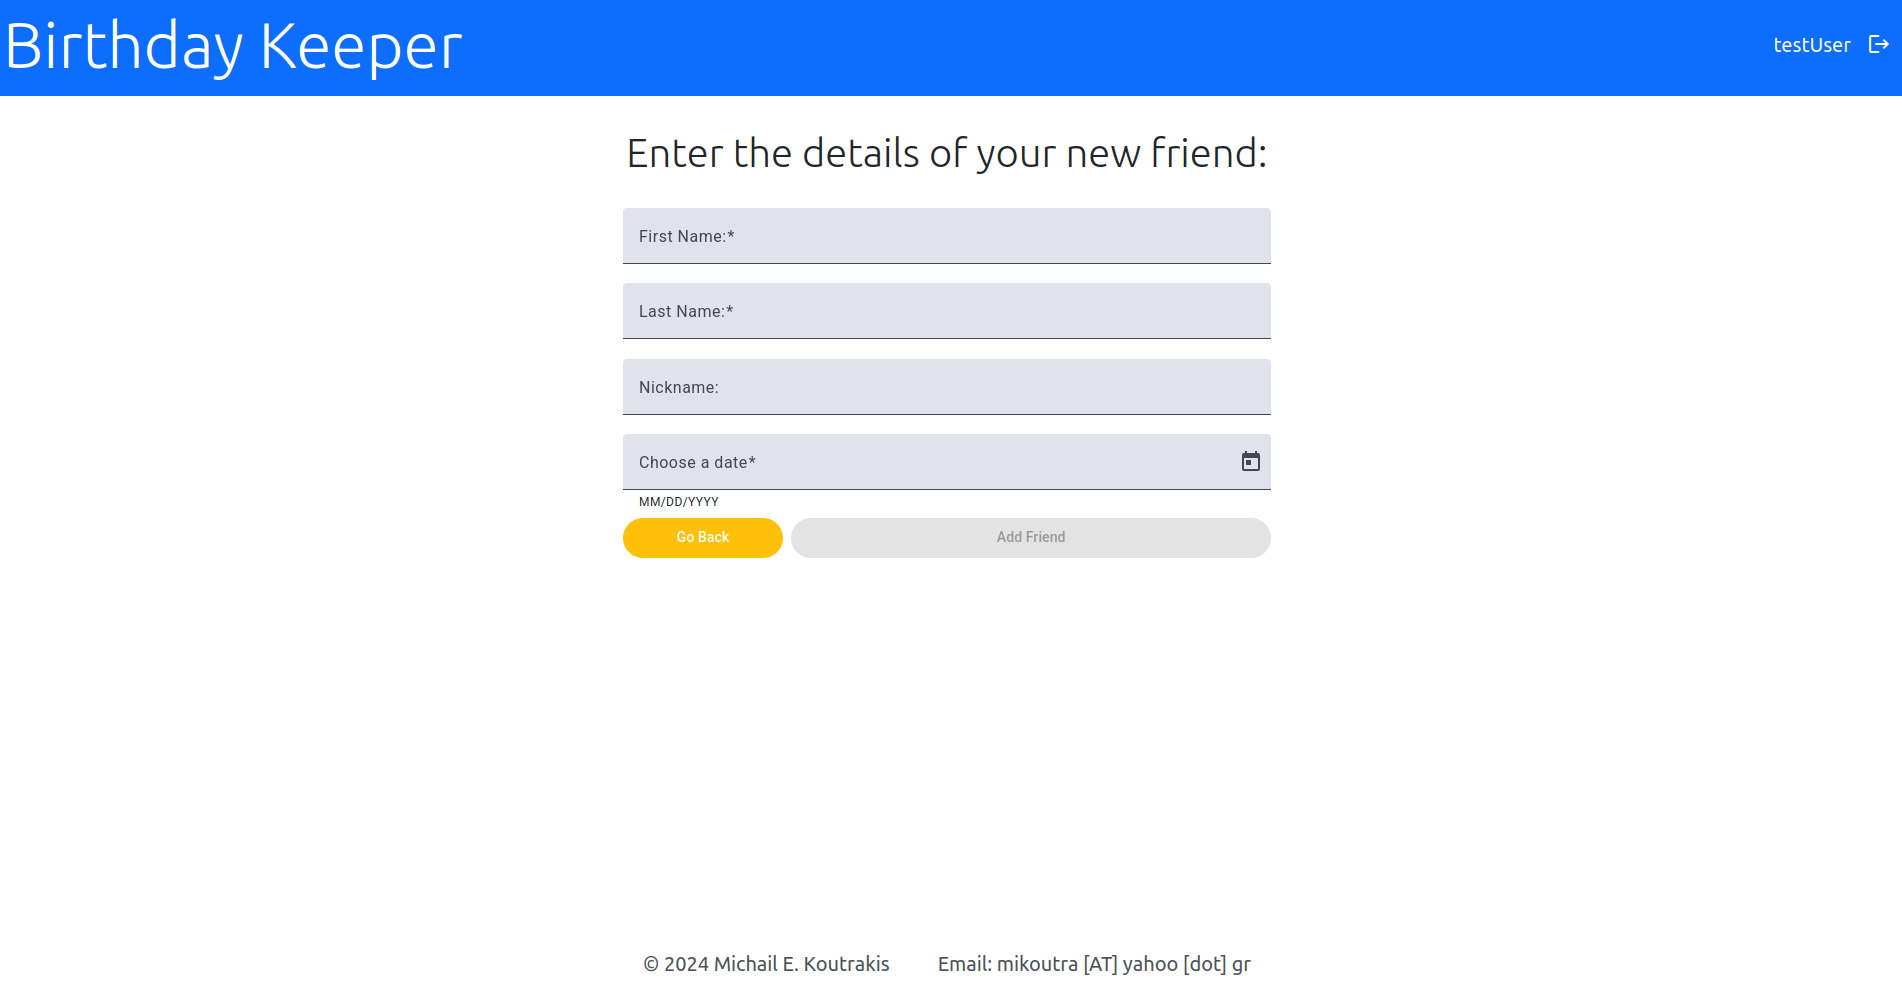 Birthday Keeper
testUser
Enter the details of your new friend:
First Name:*
Last Name:*
Nickname:
Choose a date*
MM/DD/YYYY
Go Back
Add Friend
© 2024 Michail E. Koutrakis
Email: mikoutra [AT] yahoo [dot] gr